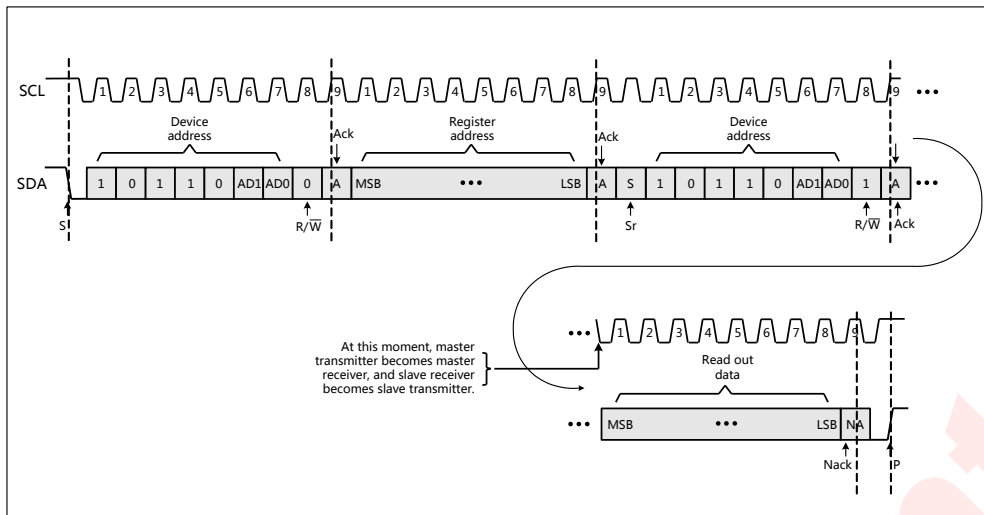 SCL 1 2 3 4 5 6 7 8 9 1 2 3 4 5 6 7 8 9 1 2 3 4 5 6 7 8 9 •••
Device address Ack Register address Ack Device address
SDA 1 0 1 1 0 AD1 AD0 0 A MSB ••• LSB A S 1 0 1 1 0 AD1 AD0 1 A •••
S R/W̅ Sr R/W̅ Ack
••• 1 2 3 4 5 6 7 8 9
At this moment, master
transmitter becomes master
receiver, and slave receiver
becomes slave transmitter.
Read out
data
••• MSB ••• LSB NA
Nack P